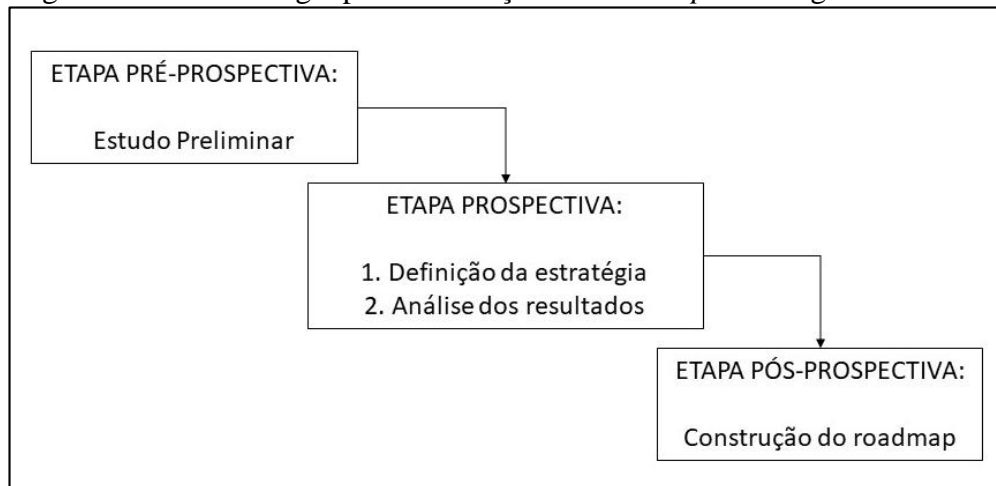 ETAPA PRÉ-PROSPECTIVA:
Estudo Preliminar
ETAPA PROSPECTIVA:
1. Definição da estratégia
2. Análise dos resultados
ETAPA PÓS-PROSPECTIVA:
Construção do roadmap